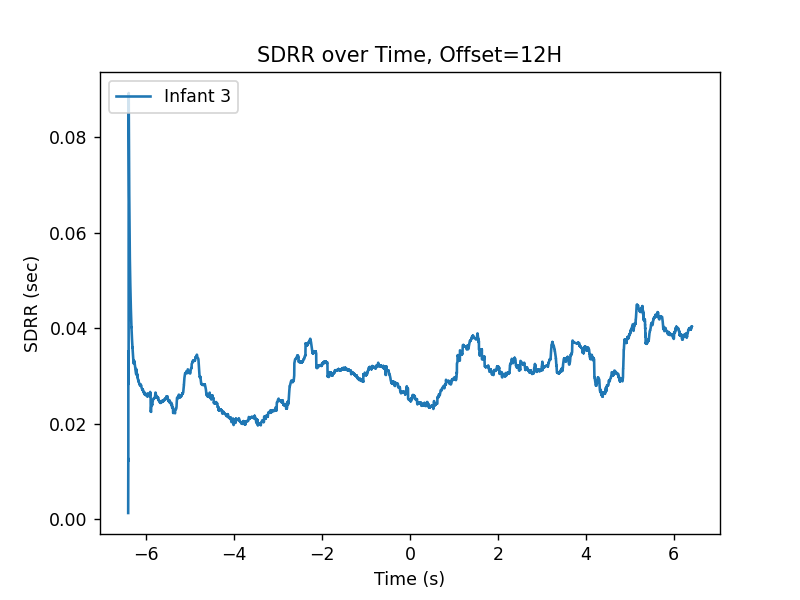 SDRR over Time, Offset=12H
Infant 3
SDRR (sec)
0.08
0.06
0.04
0.02
0.00
−6 −4 −2 0 2 4 6
Time (s)